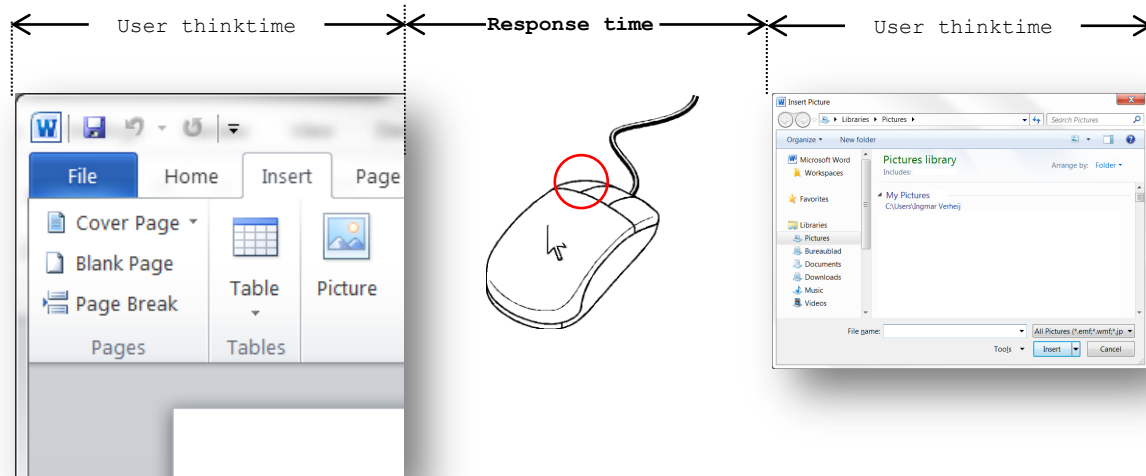 User thinktime
Response time
User thinktime
W
File Home Insert Page
Cover Page
Blank Page
Page Break
Table
Picture
Pages
Tables
W Insert Picture
Libraries Pictures
Search Pictures
Organize New folder
Microsoft Word
Workspaces
Favorites
Libraries
Pictures
Bureaublad
Documents
Downloads
Music
Videos
Pictures library
Includes:
Arrange by: Folder
My Pictures
C:\Users\Ingmar Verheij
File name:
All Pictures (*.emf;*.wmf;*.jp
Tools Insert Cancel